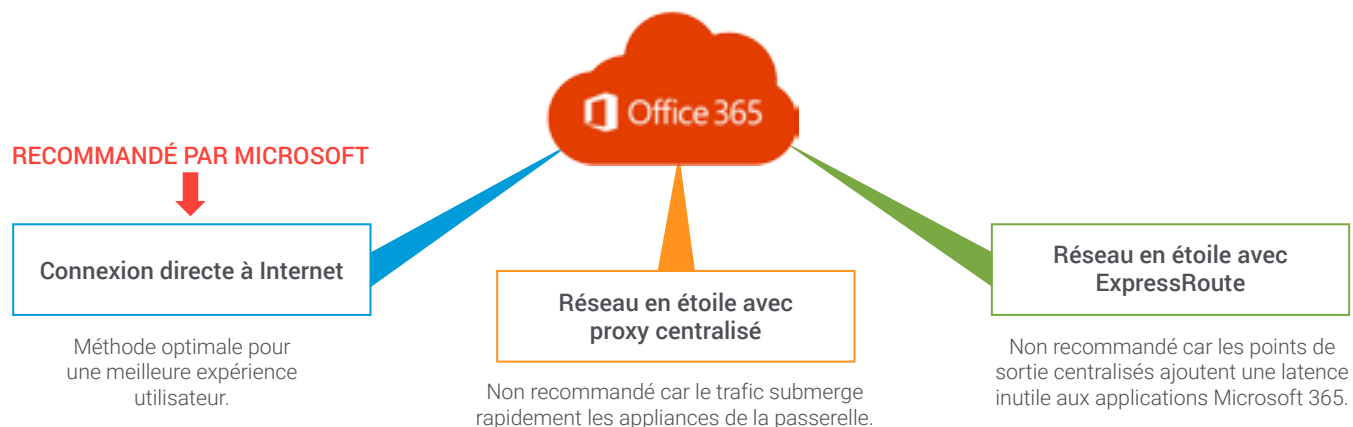 Office 365
RECOMMANDÉ PAR MICROSOFT
Connexion directe à Internet
Méthode optimale pour
une meilleure expérience
utilisateur.
Réseau en étoile avec
proxy centralisé
Non recommandé car le trafic submerge
rapidement les appliances de la passerelle.
Réseau en étoile avec
ExpressRoute
Non recommandé car les points de
sortie centralisés ajoutent une latence
inutile aux applications Microsoft 365.